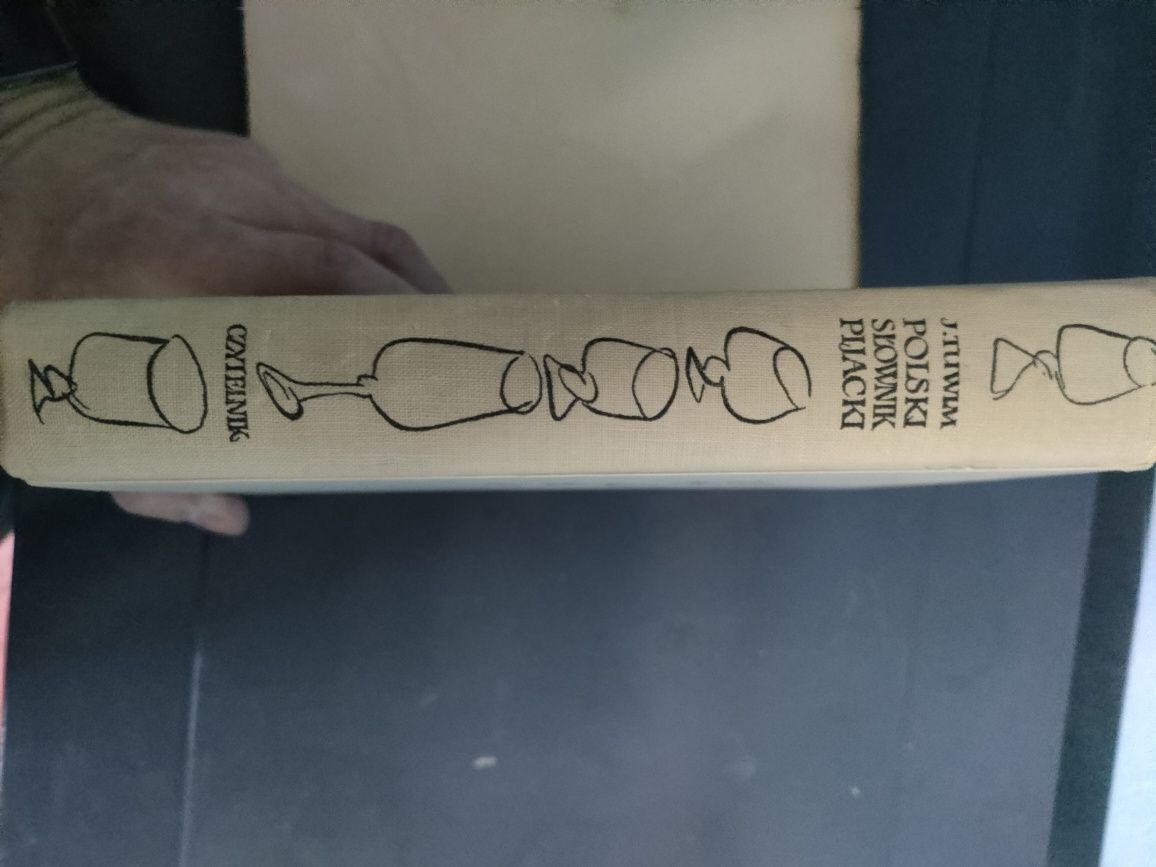 J. TUWIM
POLSKI
SŁOWNIK
PIJACKI
CZYTELNIK